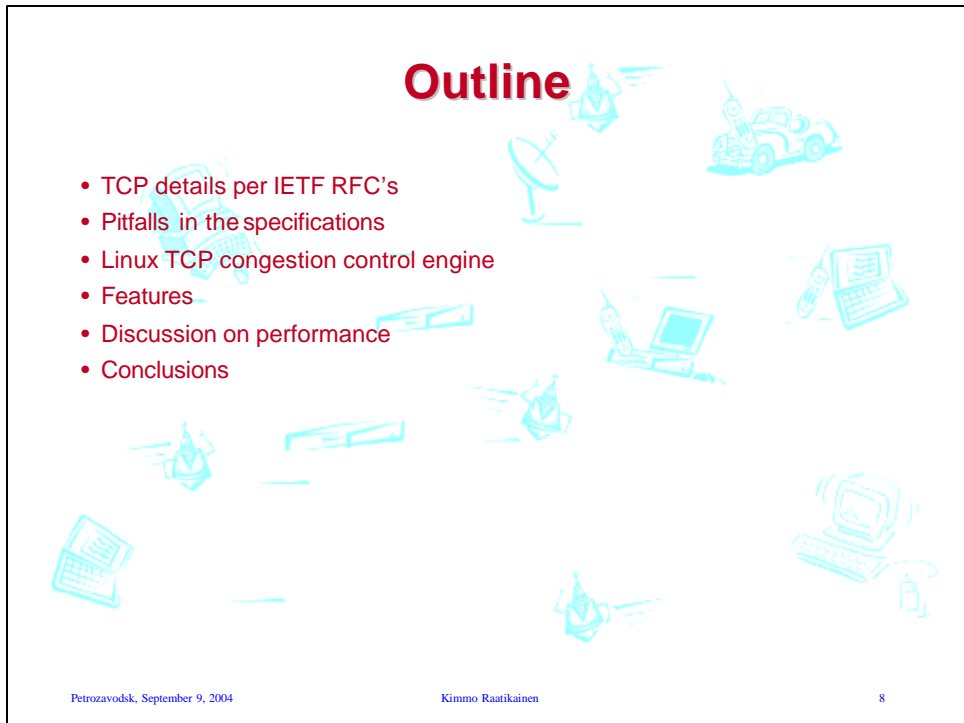 Outline
• TCP details per IETF RFC's
• Pitfalls in the specifications
• Linux TCP congestion control engine
• Features
• Discussion on performance
• Conclusions
Petrozavodsk, September 9, 2004 Kimmo Raatikainen 8